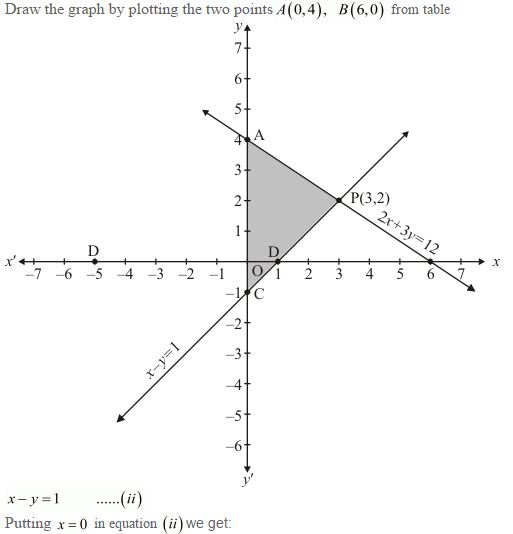 Draw the graph by plotting the two points A(0,4), B(6,0) from table
y
7
6
5
4 A
3
2 P(3,2)
2x+3y=12
1
D D
x' -7 -6 -5 -4 -3 -2 -1 O 1 2 3 4 5 6 7 x
-1 C
-2
-3
x-y=1
-4
-5
-6
y'
x-y=1 ......(ii)
Putting x=0 in equation (ii) we get: